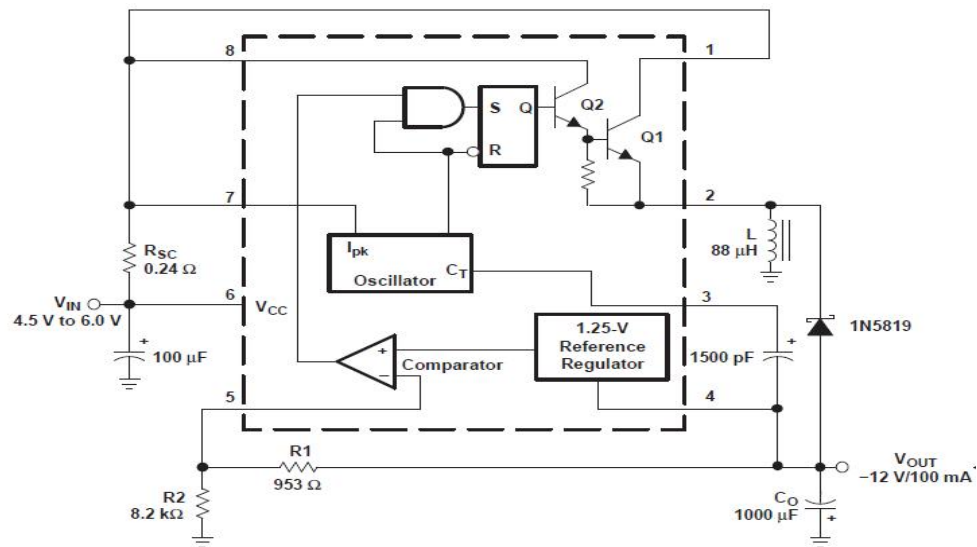 8
1
S
Q
Q2
R
Q1
7
2
Ipk
CT
Oscillator
L
88 μH
RSC
0.24 Ω
VIN
4.5 V to 6.0 V
6
VCC
3
1.25-V
Reference
Regulator
1N5819
100 μF
+
+
−
Comparator
1500 pF
+
5
4
R1
953 Ω
VOUT
−12 V/100 mA
R2
8.2 kΩ
CO
1000 μF
+